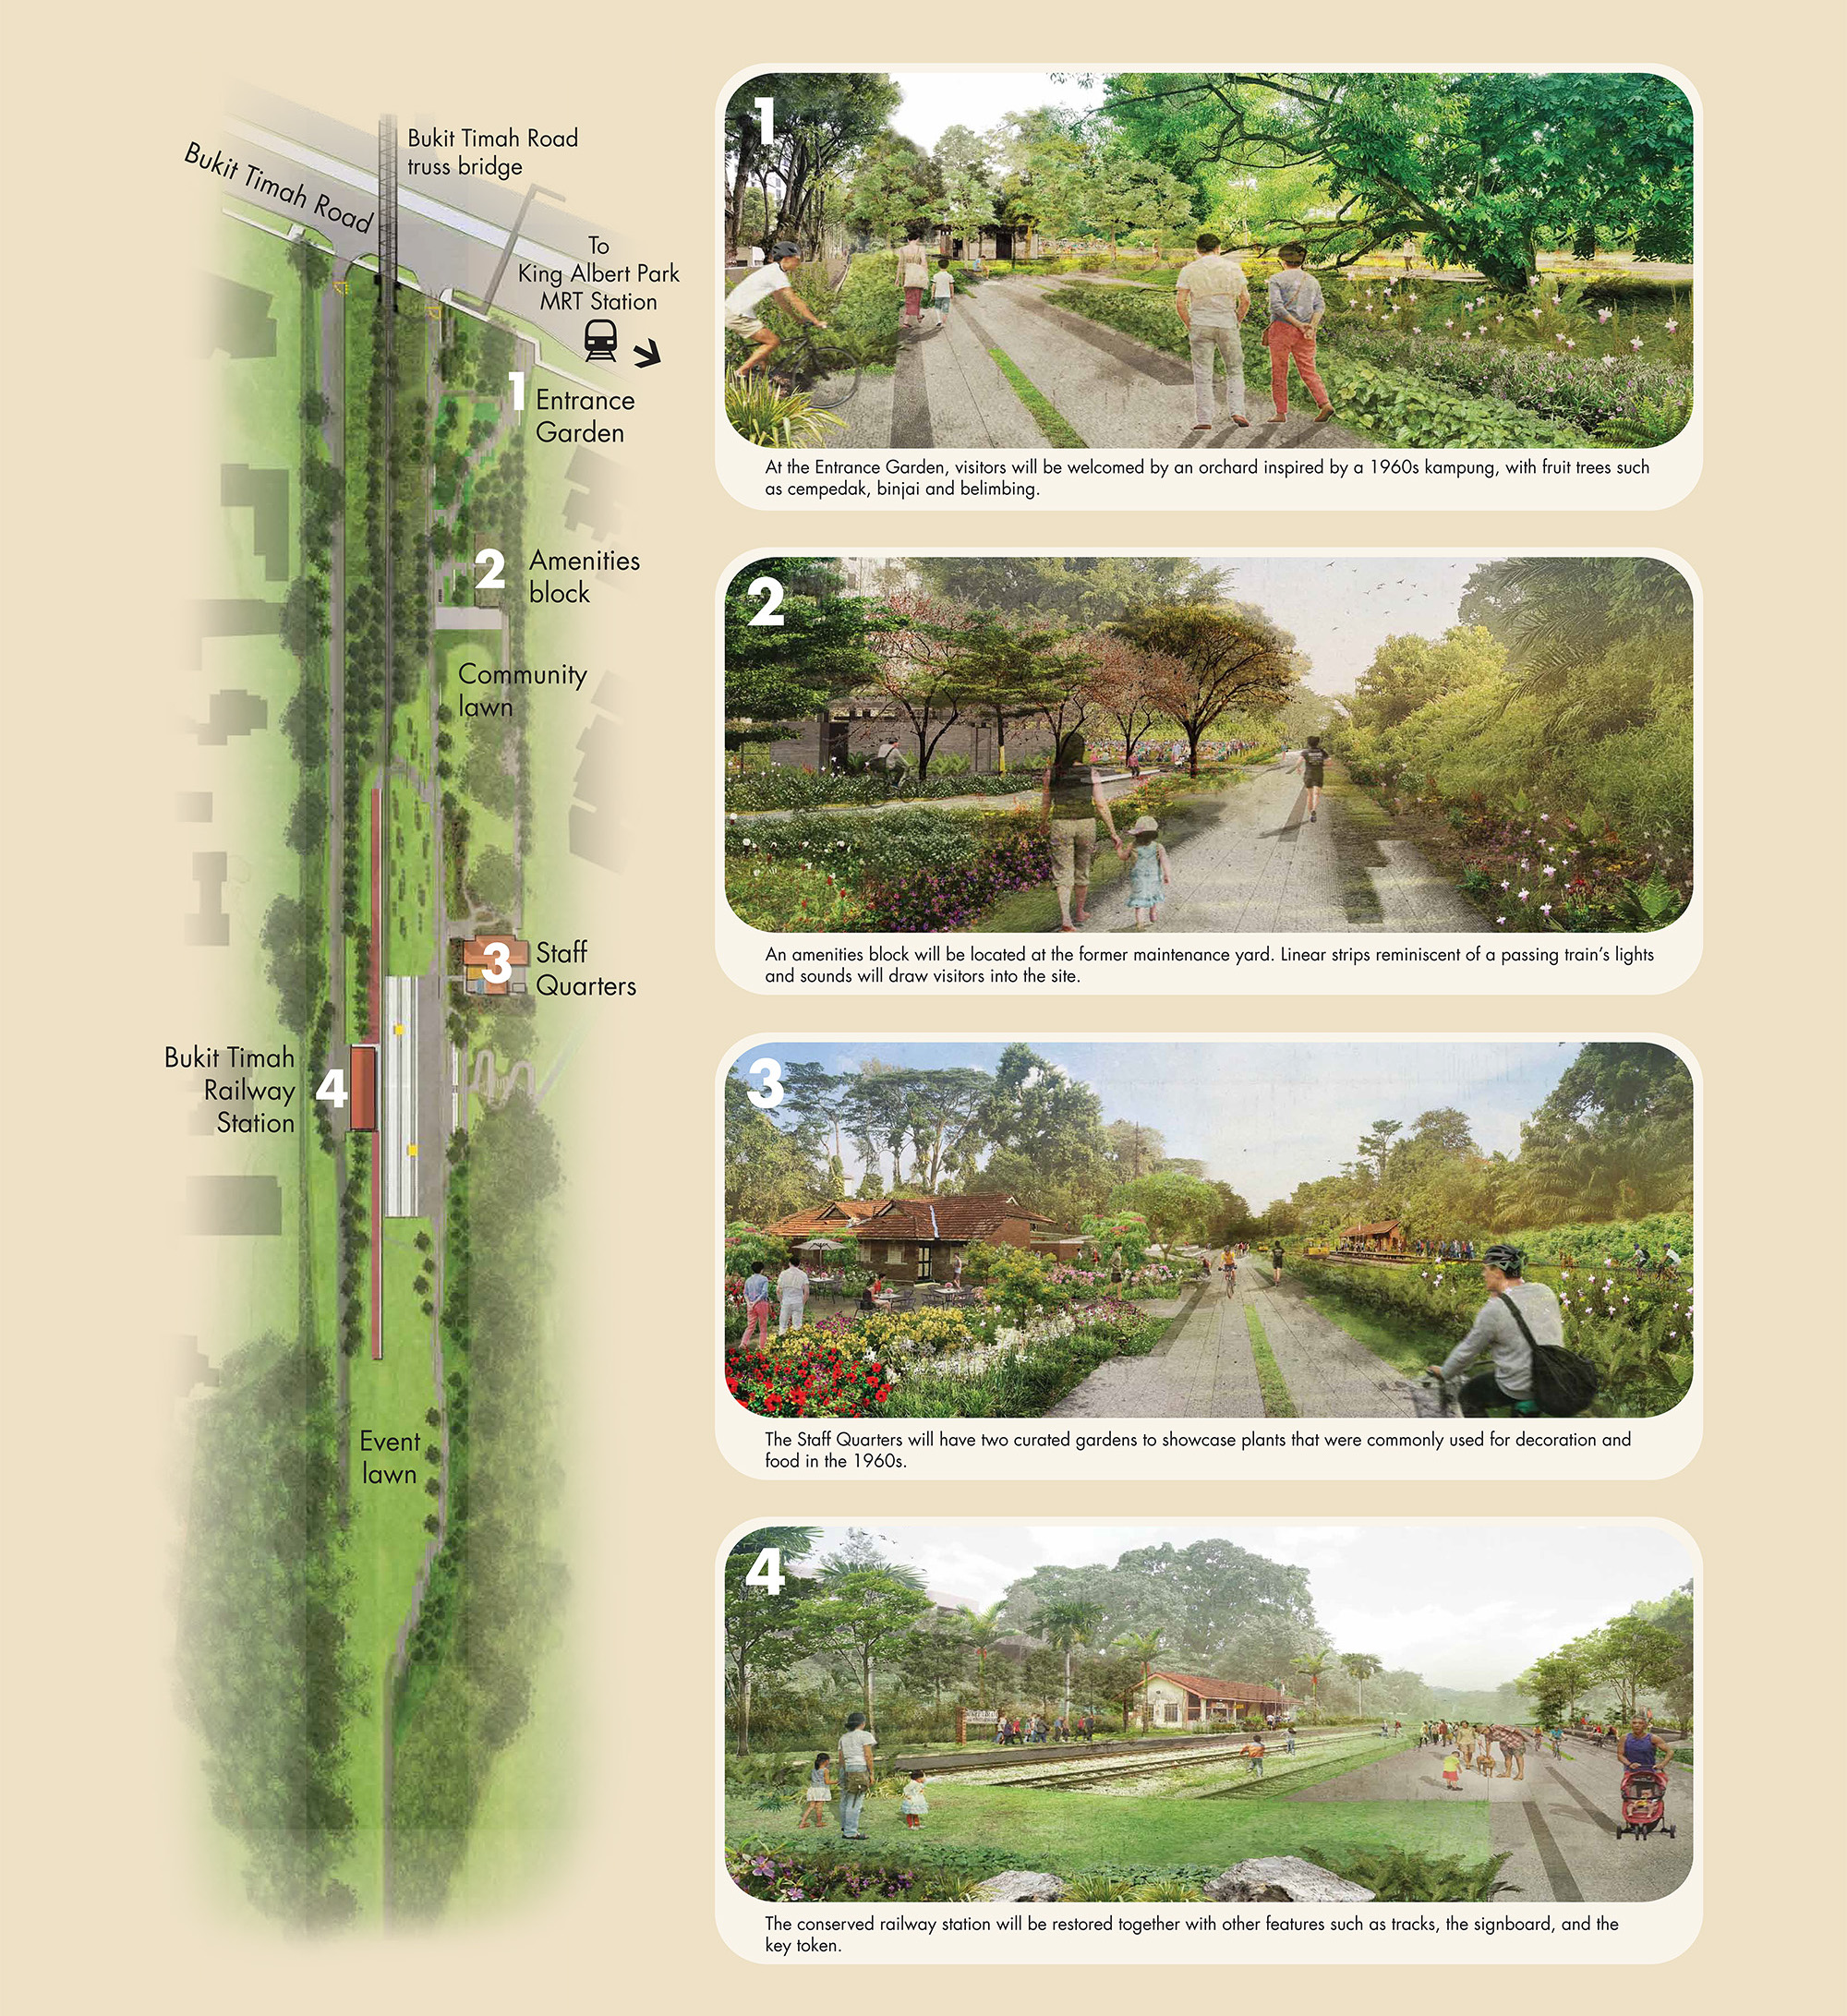 Bukit Timah Road
truss bridge
Bukit Timah Road
To
King Albert Park
MRT Station
1
Entrance
Garden
2
Amenities
block
Community
lawn
3
Staff
Quarters
Bukit Timah
Railway
Station
4
Event
lawn
1
At the Entrance Garden, visitors will be welcomed by an orchard inspired by a 1960s kampung, with fruit trees such
as cempedak, binjai and belimbing.
2
An amenities block will be located at the former maintenance yard. Linear strips reminiscent of a passing train's lights
and sounds will draw visitors into the site.
3
The Staff Quarters will have two curated gardens to showcase plants that were commonly used for decoration and
food in the 1960s.
4
The conserved railway station will be restored together with other features such as tracks, the signboard, and the
key token.